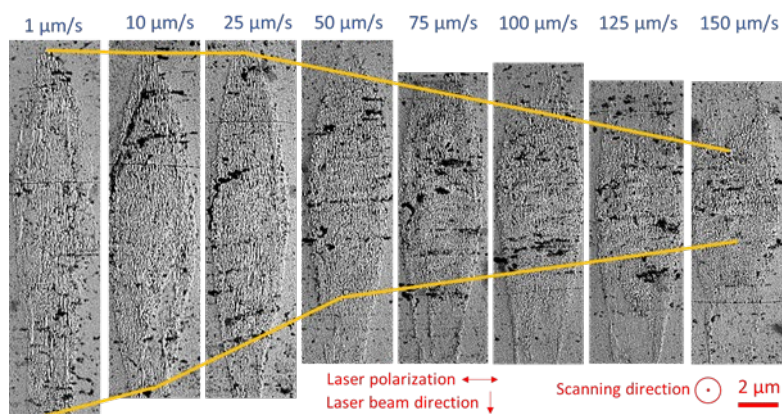 1 μm/s 10 μm/s 25 μm/s 50 μm/s 75 μm/s 100 μm/s 125 μm/s 150 μm/s
Laser polarization
Laser beam direction
Scanning direction
2 μm